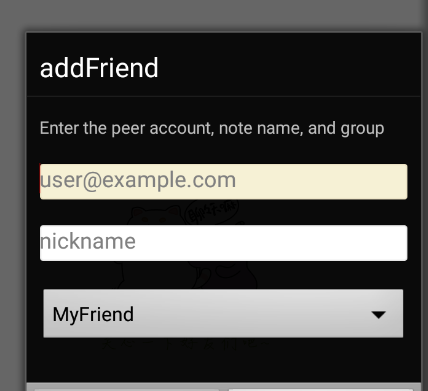 addFriend
Enter the peer account, note name, and group
user@example.com
nickname
MyFriend